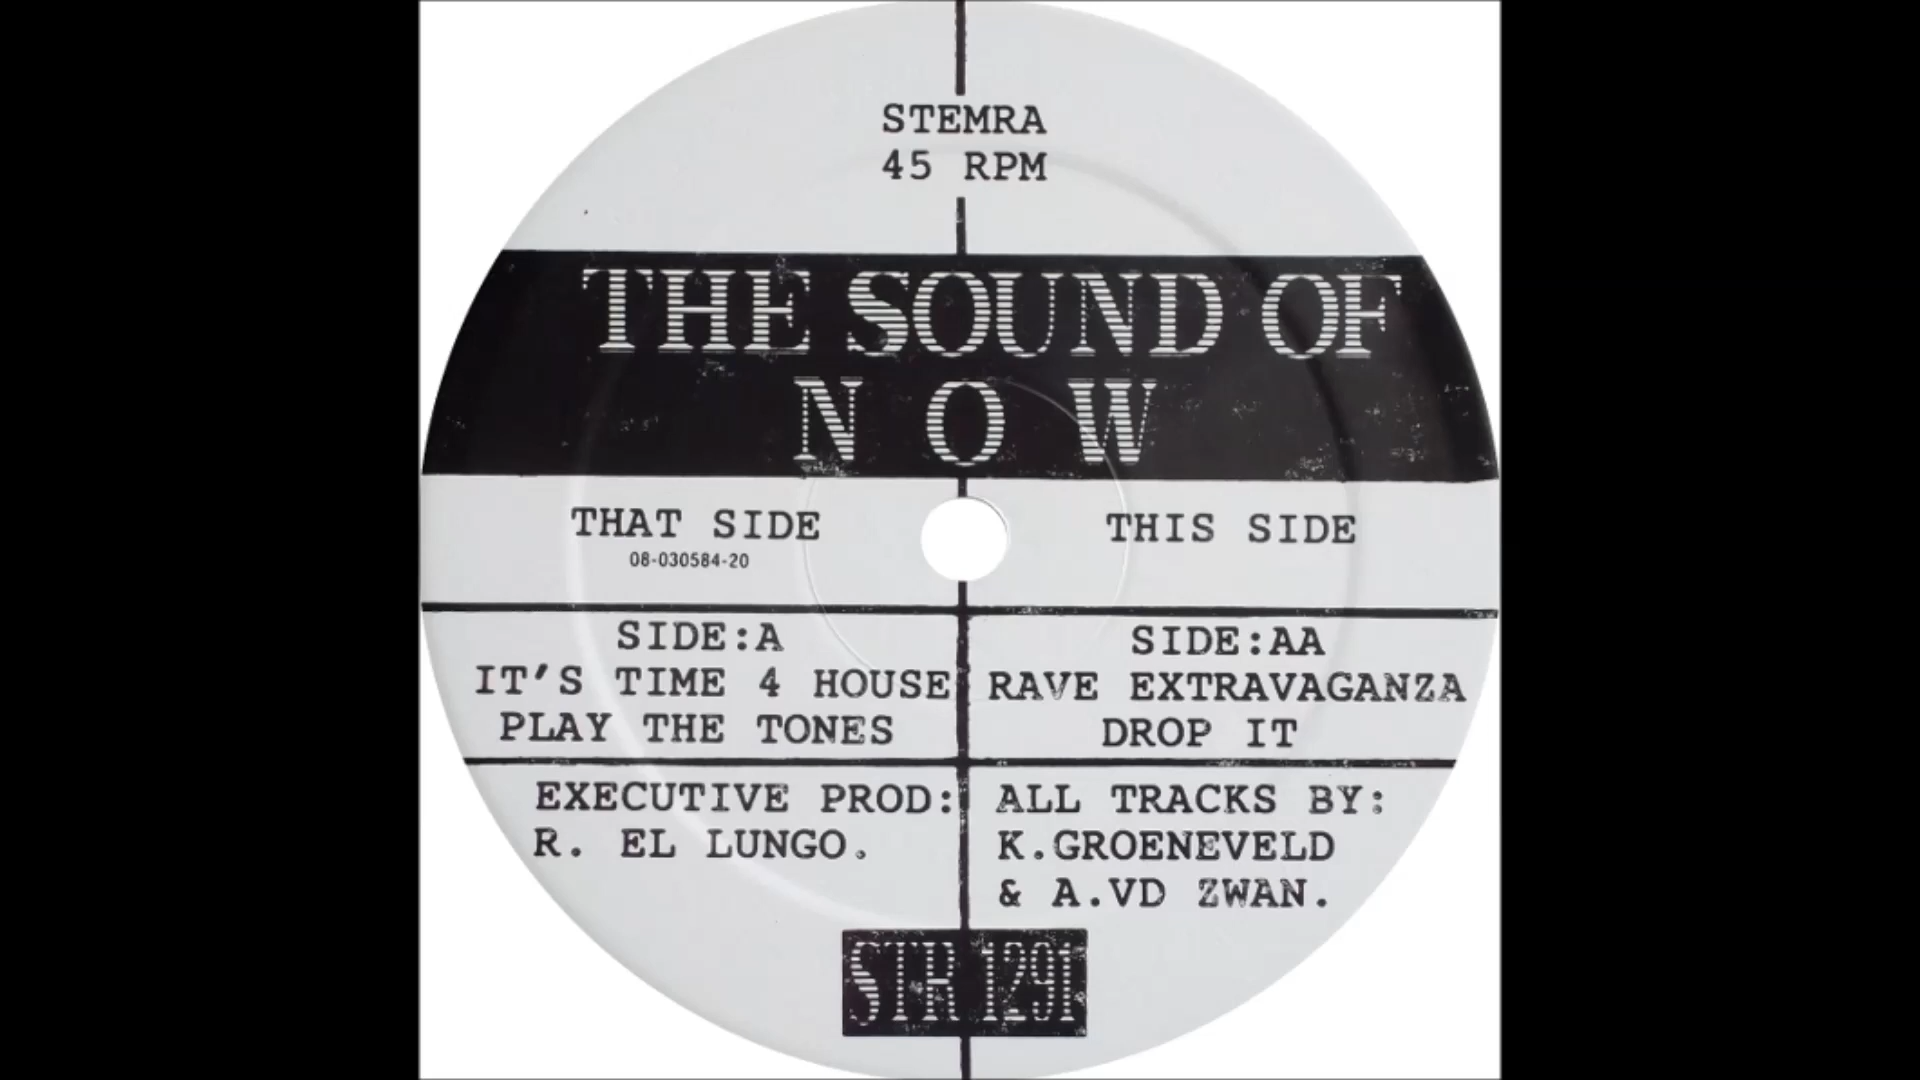 STEMRA
45 RPM
THE SOUND OF
NOW
THAT SIDE
08-030584-20
THIS SIDE
SIDE:A
IT'S TIME 4 HOUSE
PLAY THE TONES
SIDE:AA
RAVE EXTRAVAGANZA
DROP IT
EXECUTIVE PROD:
R. EL LUNGO.
ALL TRACKS BY:
K.GROENEVELD
& A.VD ZWAN.
STR 1291